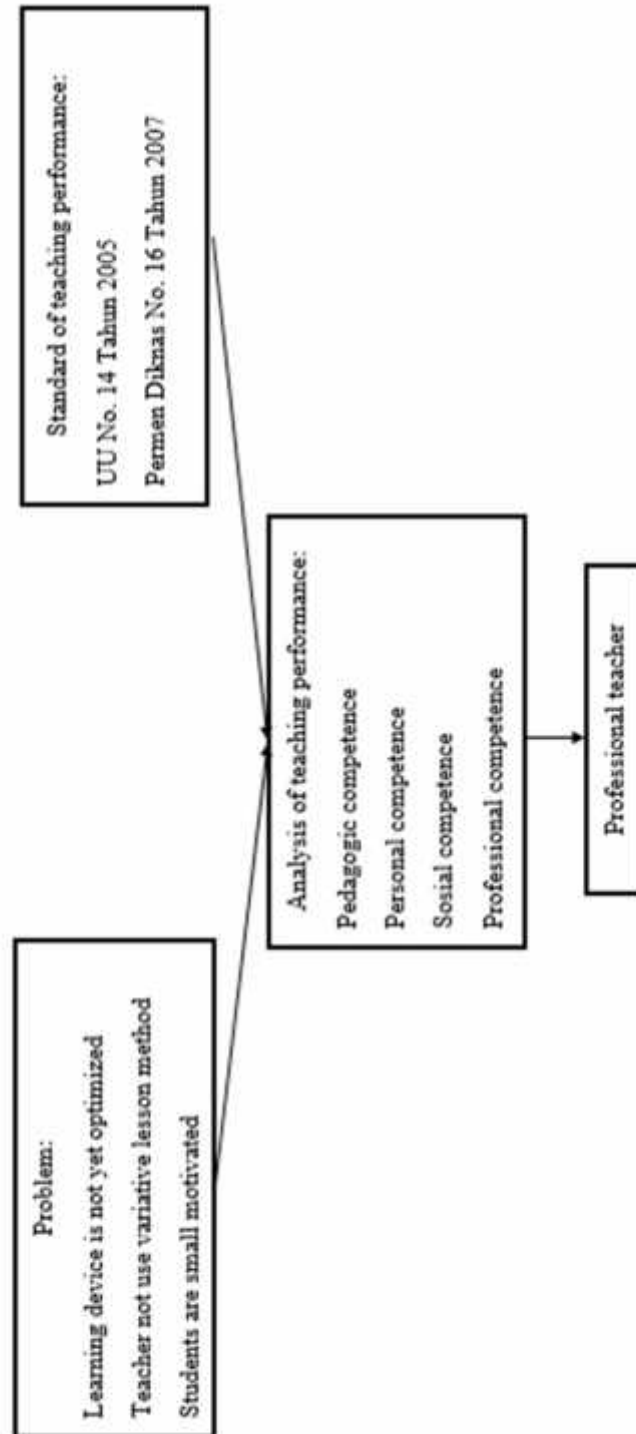 Problem:
Learning device is not yet optimized
Teacher not use variative lesson method
Students are small motivated
Standard of teaching performance:
UU No. 14 Tahun 2005
Permen Diknas No. 16 Tahun 2007
Analysis of teaching performance:
Pedagogic competence
Personal competence
Sosial competence
Professional competence
Professional teacher